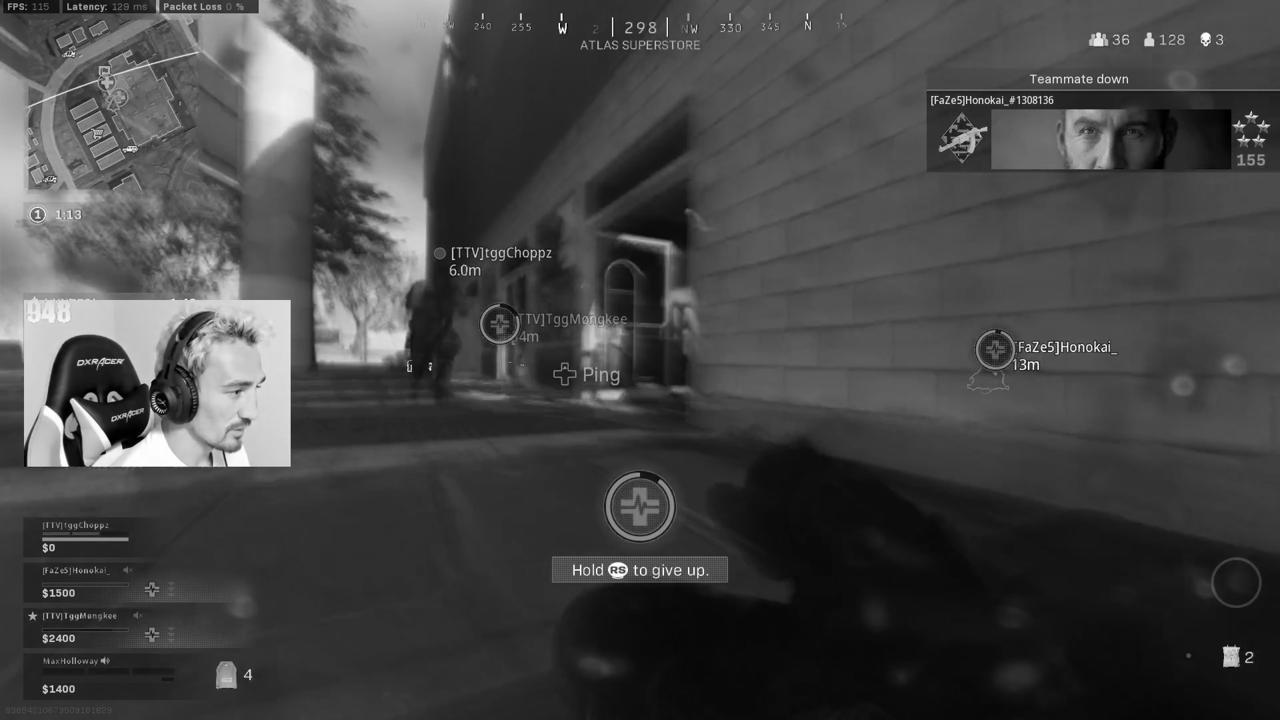 FPS: 115 Latency: 129 ms Packet Loss 0 %
240 255 W 298 NW 330 345 N
ATLAS SUPERSTORE
36 128 3
Teammate down
[FaZe5]Honokai_#1308136
155
1 1:13
[TTV]tggChoppz
6.0m
TTV]TggMongkee
4m
Ping
[FaZe5]Honokai_
13m
948
DXRACER
DXRACER
Hold RS to give up.
[TTV]tggChoppz
$0
[FaZe5]Honokai_
$1500
[TTV]TggMongkee
$2400
MaxHolloway
$1400
4
2